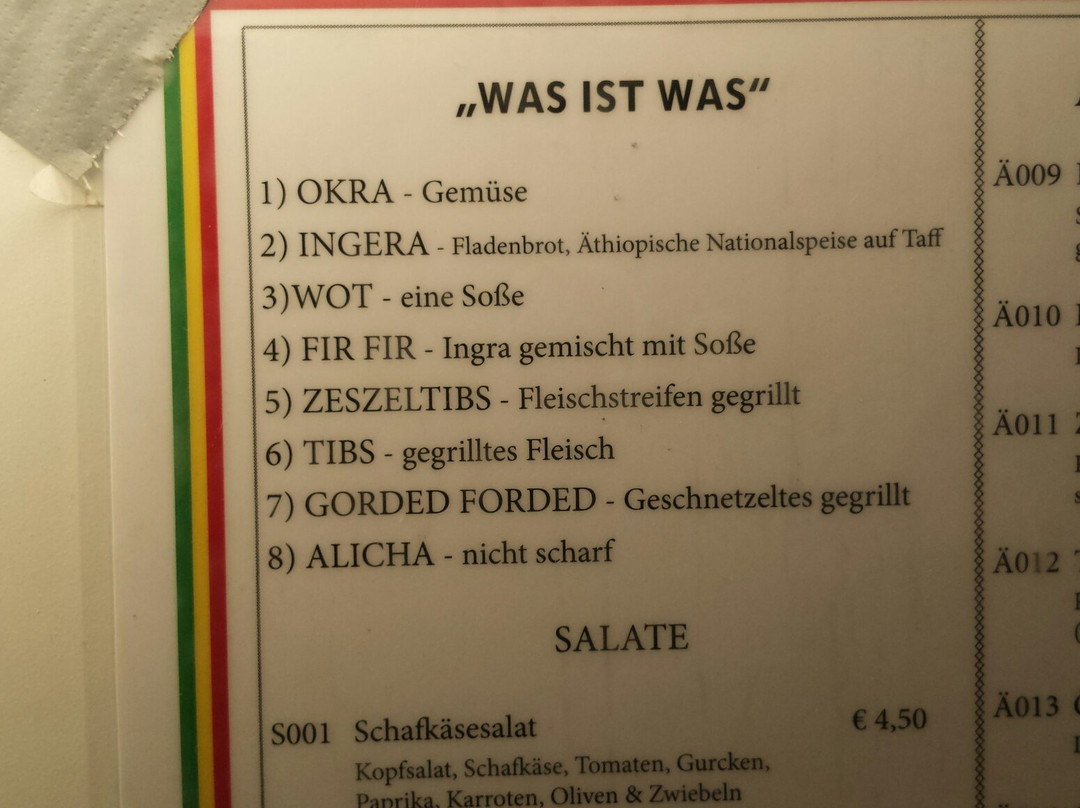 „WAS IST WAS“
1) OKRA - Gemüse
2) INGERA - Fladenbrot, Äthiopische Nationalspeise auf Taff
3)WOT - eine Soße
4) FIR FIR - Ingra gemischt mit Soße
5) ZESZELTIBS - Fleischstreifen gegrillt
6) TIBS - gegrilltes Fleisch
7) GORDED FORDED - Geschnetzeltes gegrillt
8) ALICHA - nicht scharf
SALATE
S001 Schafkäsesalat € 4,50
Kopfsalat, Schafkäse, Tomaten, Gurcken,
Paprika, Karroten, Oliven & Zwiebeln
Ä009
Ä010
Ä011
Ä012
Ä013